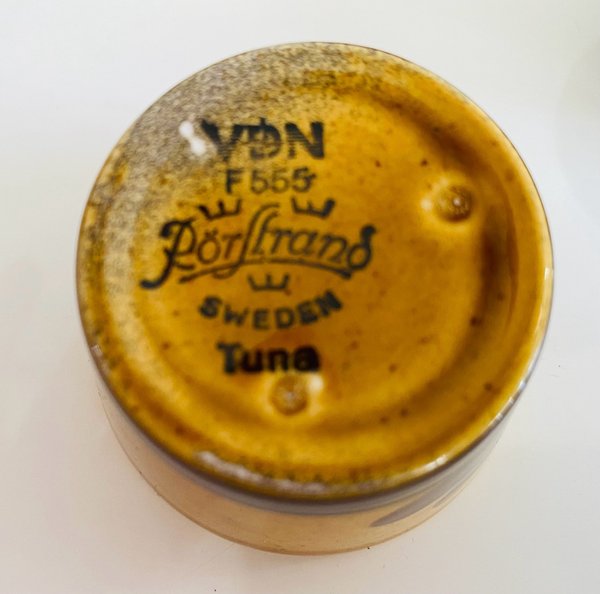 VDN
F555
Rörstrand
SWEDEN
Tuna